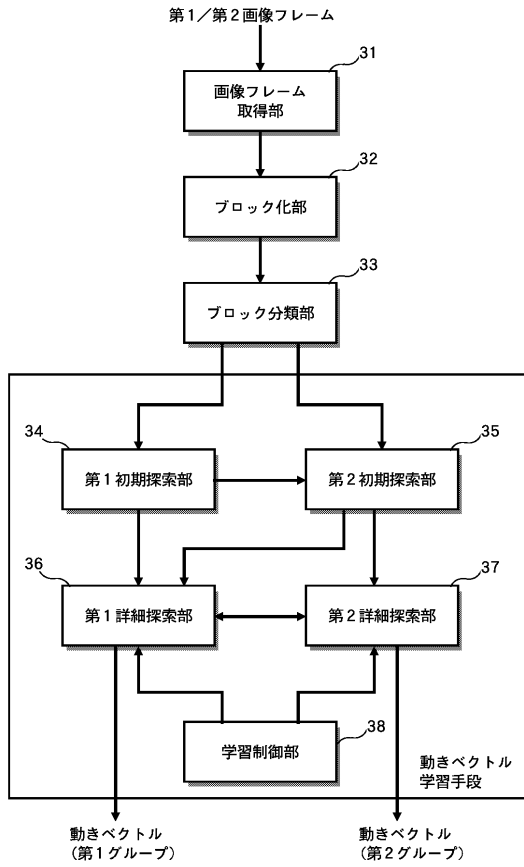 第1／第2画像フレーム
31
画像フレーム
取得部
32
ブロック化部
33
ブロック分類部
34
第1初期探索部
35
第2初期探索部
36
第1詳細探索部
37
第2詳細探索部
38
学習制御部
動きベクトル
学習手段
動きベクトル
（第1グループ）
動きベクトル
（第2グループ）